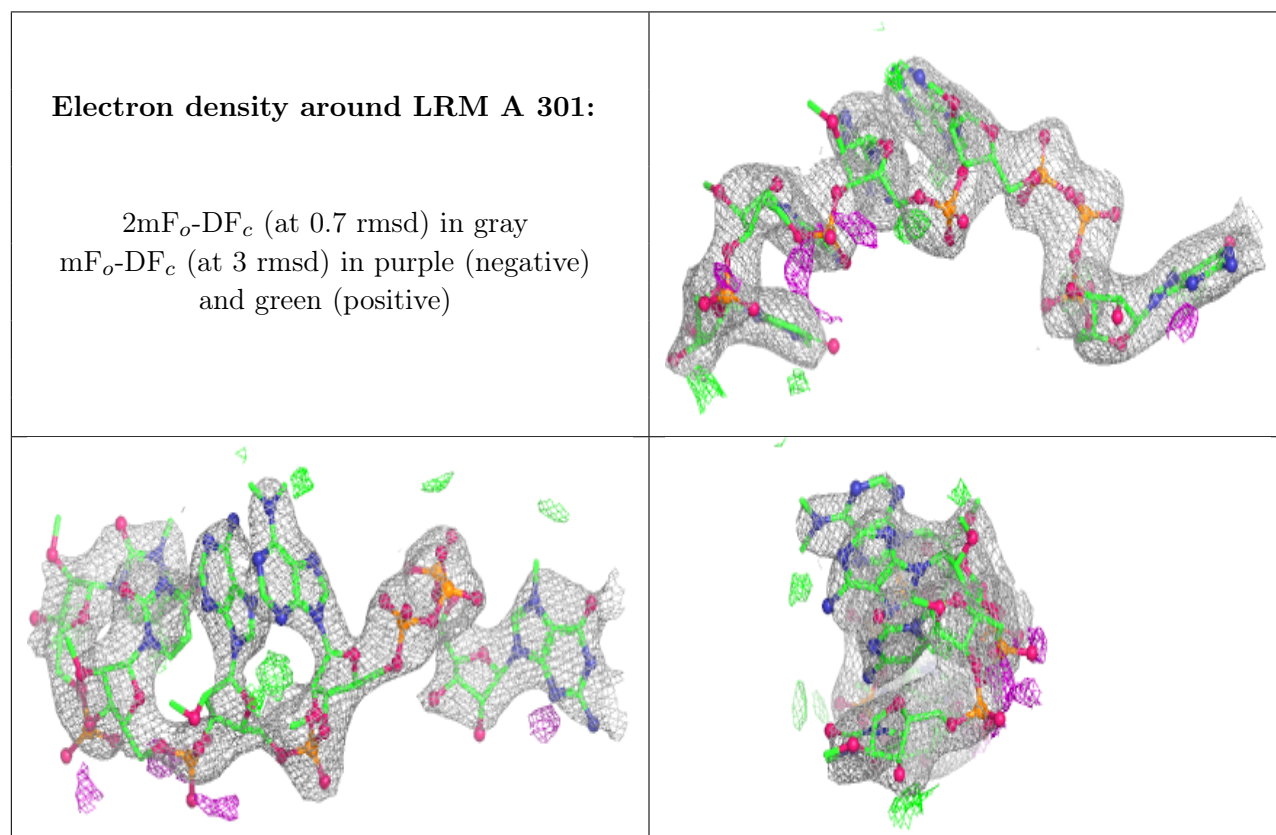 Electron density around LRM A 301:
2mFo-DFc (at 0.7 rmsd) in gray
mFo-DFc (at 3 rmsd) in purple (negative)
and green (positive)